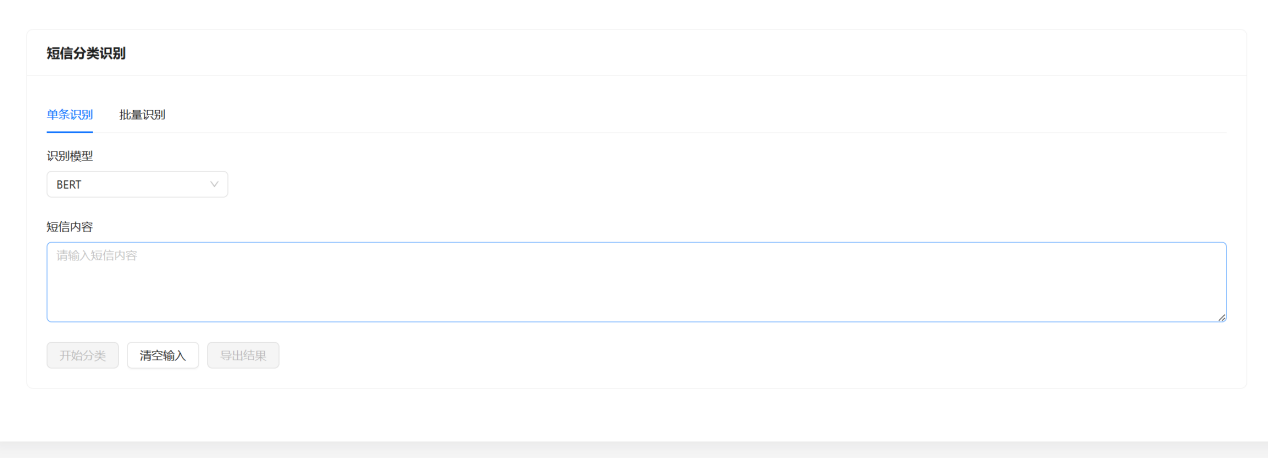 短信分类识别
单条识别 批量识别
识别模型
BERT
短信内容
请输入短信内容
开始分类 清空输入 导出结果